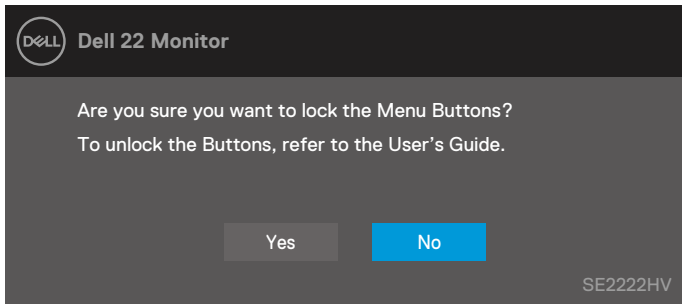 DELL Dell 22 Monitor
Are you sure you want to lock the Menu Buttons?
To unlock the Buttons, refer to the User’s Guide.
Yes No
SE2222HV